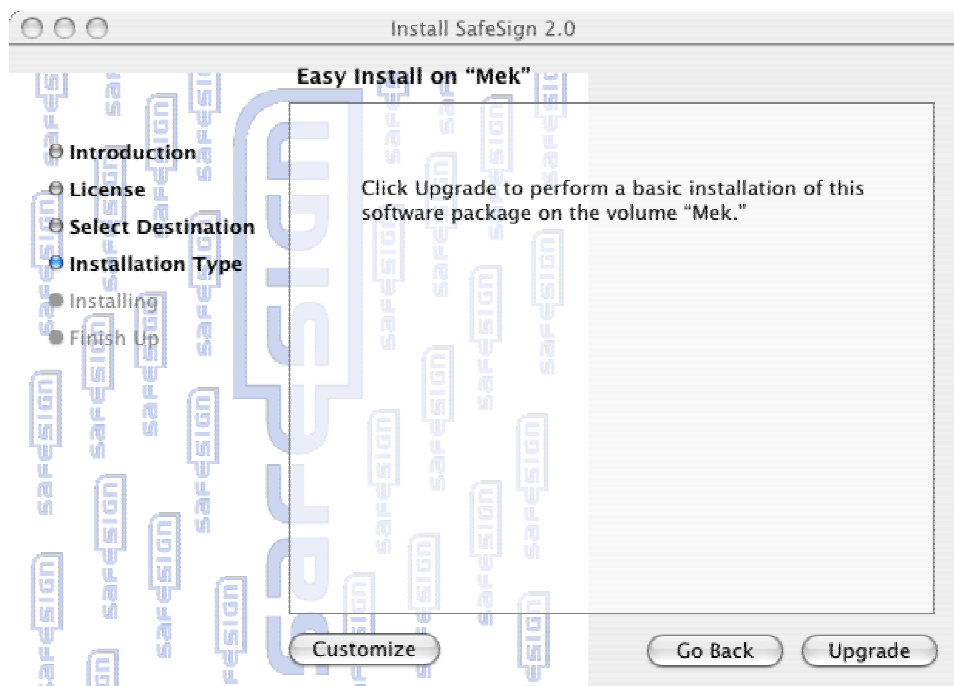 Install SafeSign 2.0
Easy Install on “Mek”
Introduction
License
Select Destination
Installation Type
Installing
Finish Up
Click Upgrade to perform a basic installation of this
software package on the volume “Mek.”
safesign
Customize
Go Back
Upgrade